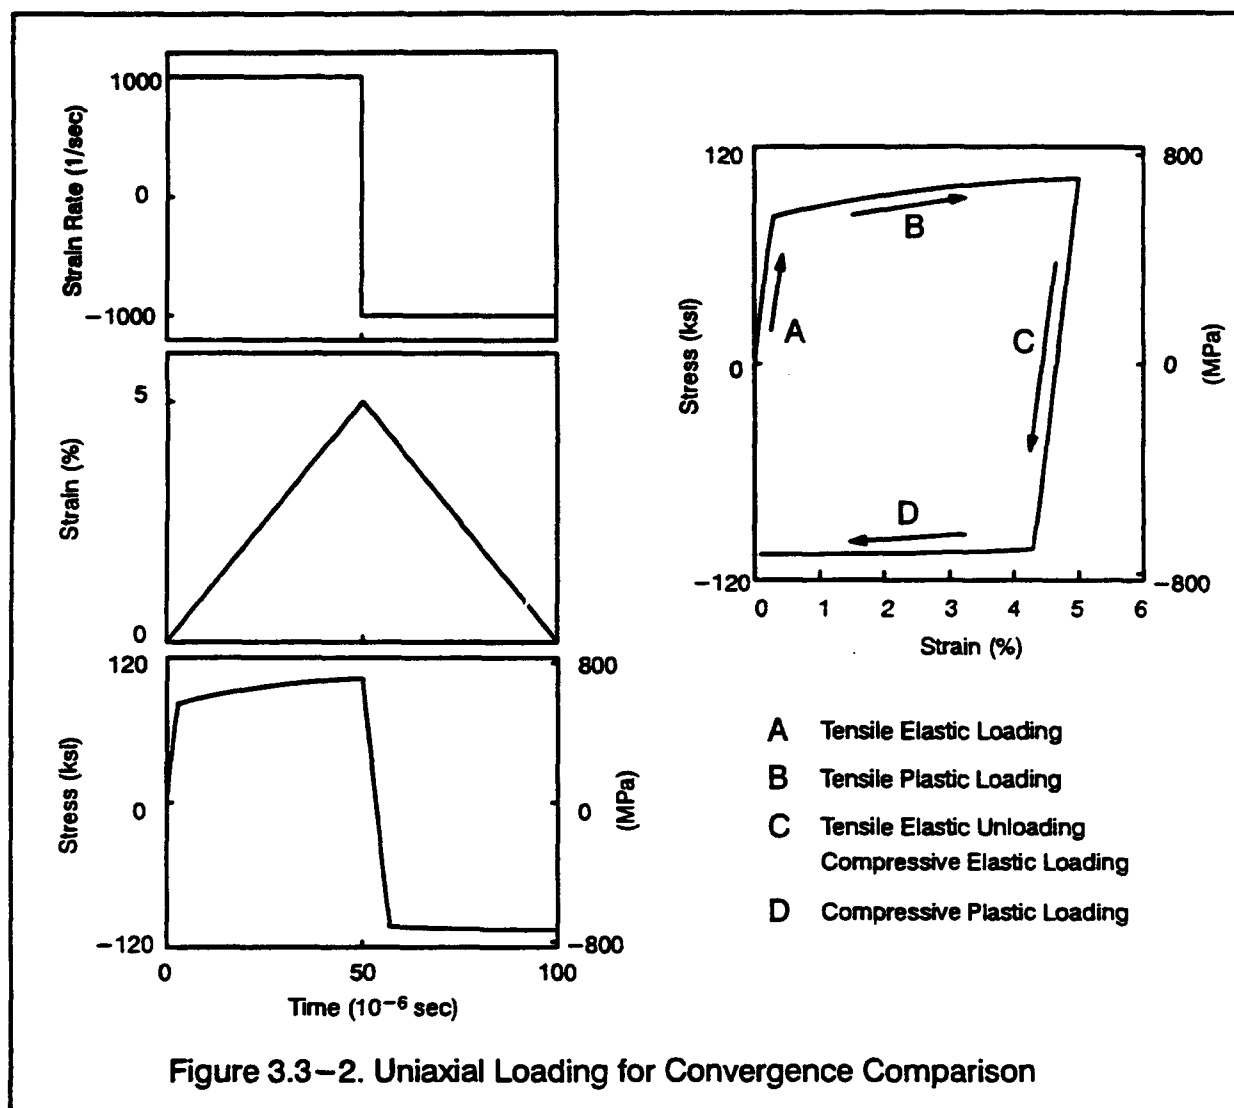 1000
0
−1000
Strain Rate (1/sec)
5
0
Strain (%)
120
0
−120
Stress (ksi)
800
0
−800
(MPa)
0 50 100
Time (10−6 sec)
120
0
−120
Stress (ksi)
800
0
−800
(MPa)
A
B
C
D
0 1 2 3 4 5 6
Strain (%)
A Tensile Elastic Loading
B Tensile Plastic Loading
C Tensile Elastic Unloading
Compressive Elastic Loading
D Compressive Plastic Loading
Figure 3.3−2. Uniaxial Loading for Convergence Comparison